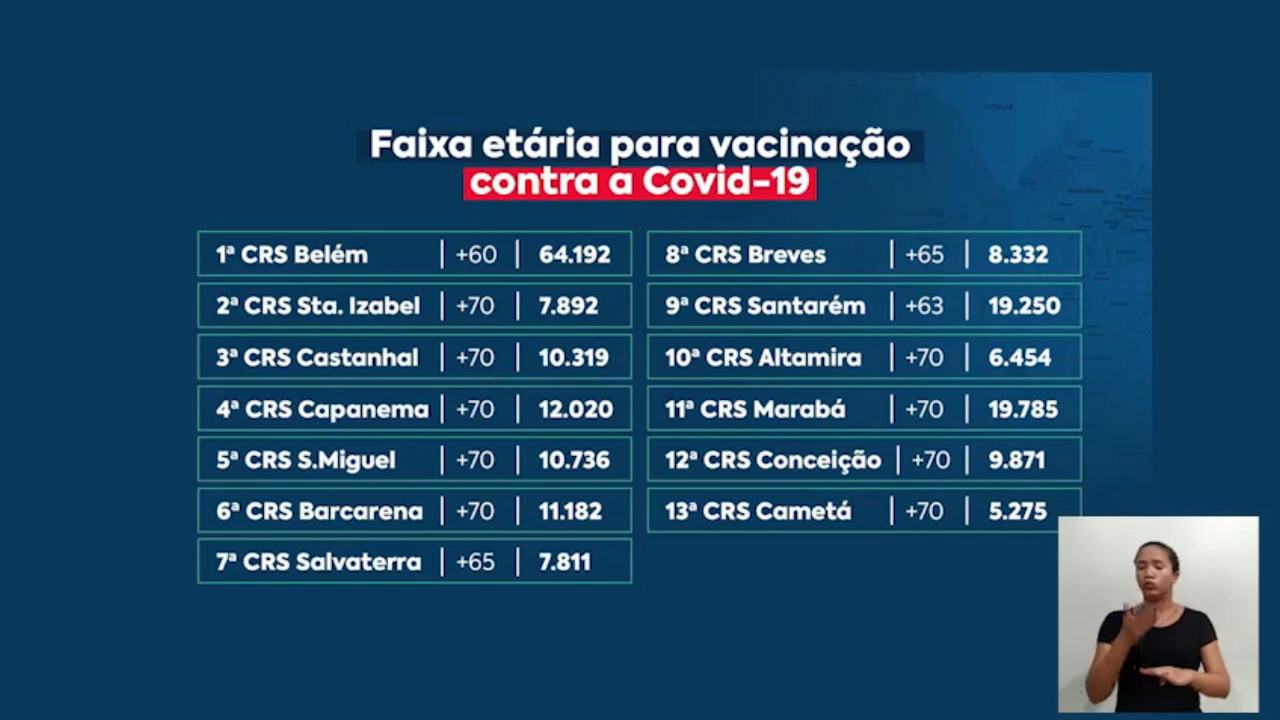 Faixa etária para vacinação
contra a Covid-19
1ª CRS Belém | +60 | 64.192
2ª CRS Sta. Izabel | +70 | 7.892
3ª CRS Castanhal | +70 | 10.319
4ª CRS Capanema | +70 | 12.020
5ª CRS S.Miguel | +70 | 10.736
6ª CRS Barcarena | +70 | 11.182
7ª CRS Salvaterra | +65 | 7.811
8ª CRS Breves | +65 | 8.332
9ª CRS Santarém | +63 | 19.250
10ª CRS Altamira | +70 | 6.454
11ª CRS Marabá | +70 | 19.785
12ª CRS Conceição | +70 | 9.871
13ª CRS Cametá | +70 | 5.275